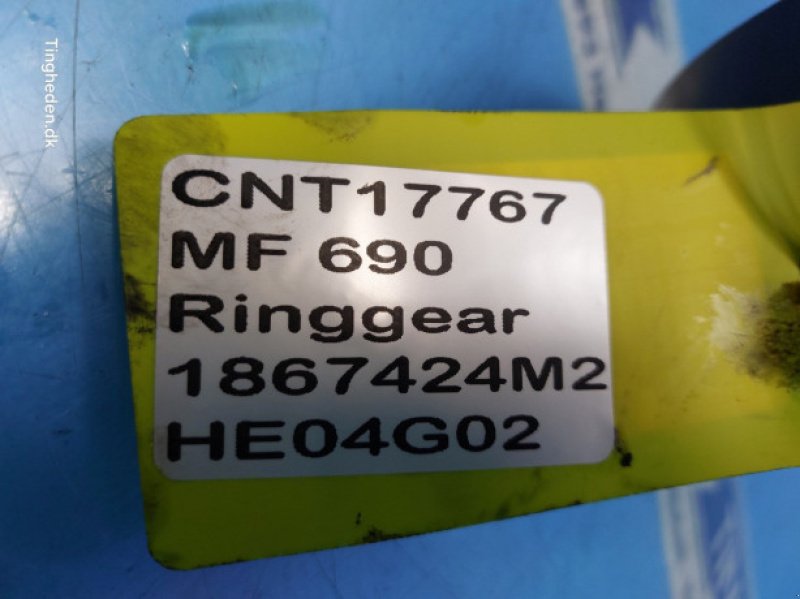 Tingheden.dk
CNT17767
MF 690
Ringgear
1867424M2
HE04G02